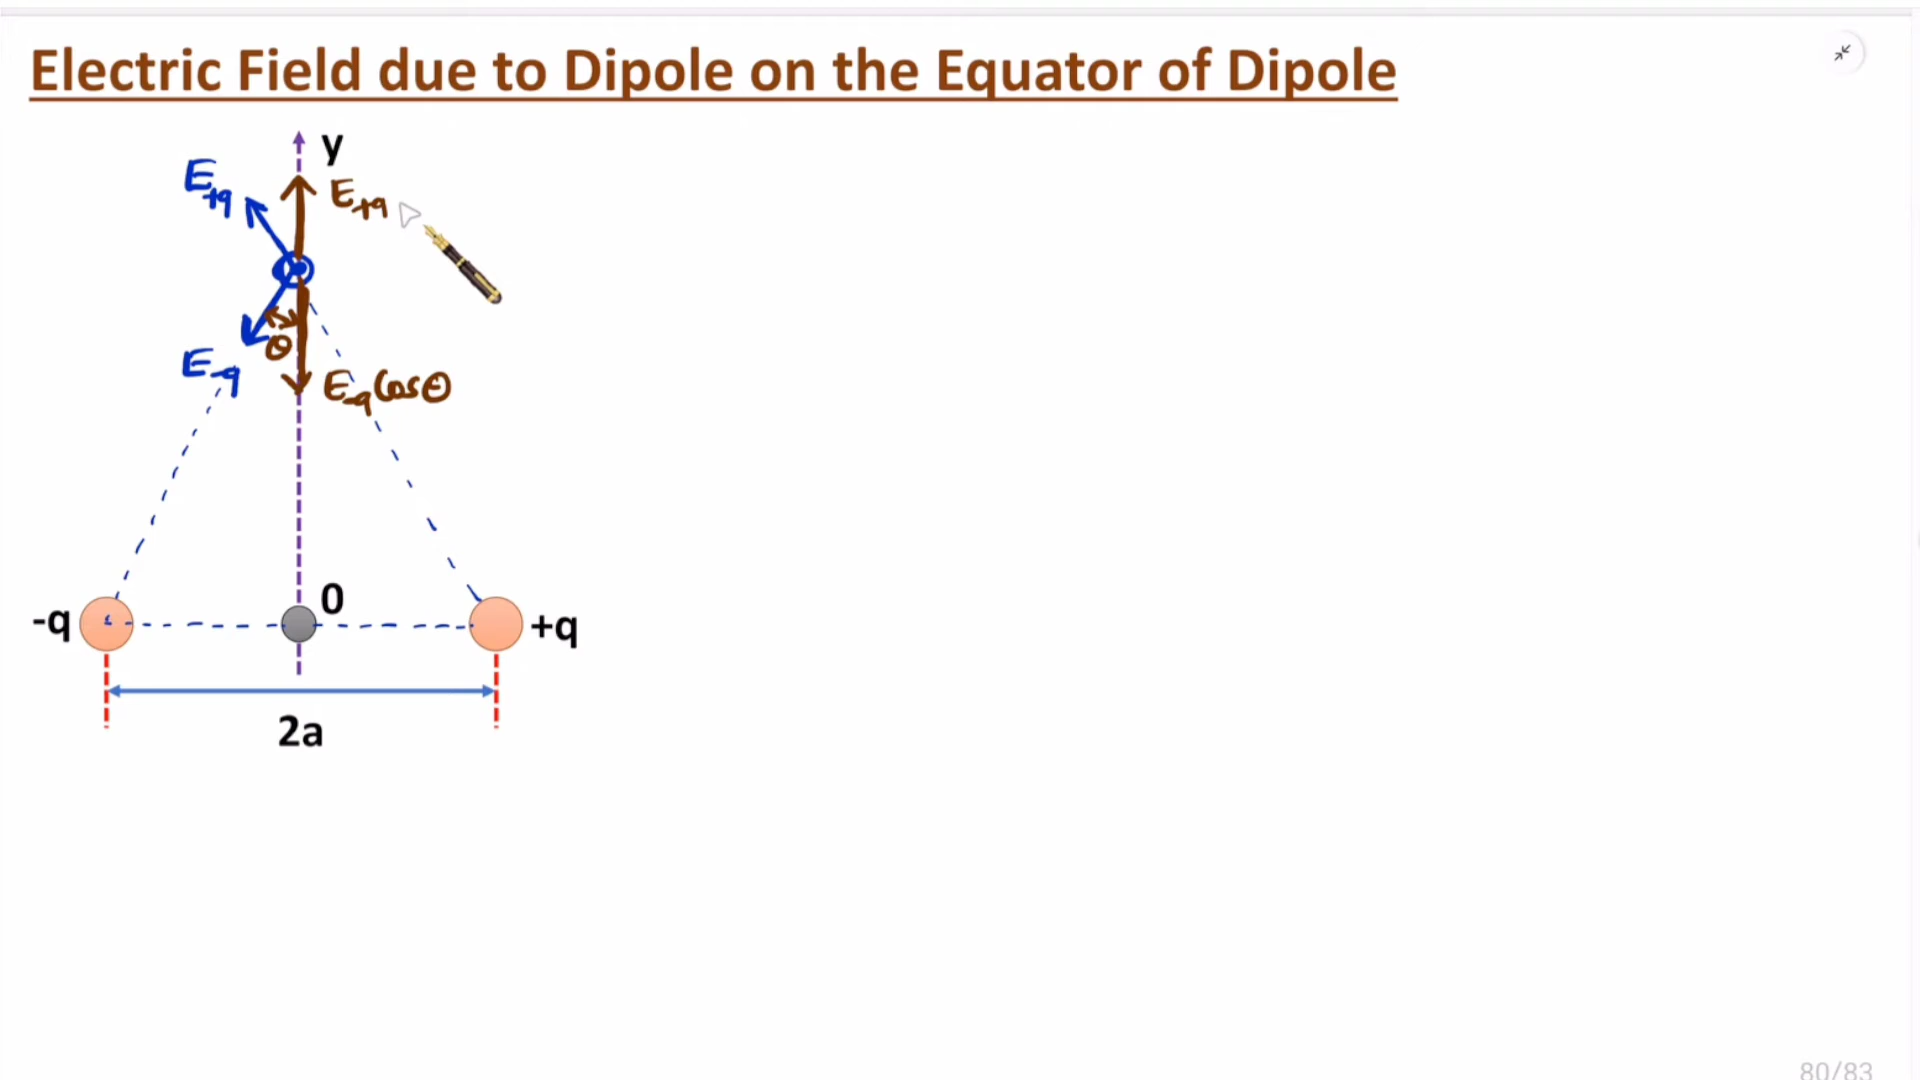 Electric Field due to Dipole on the Equator of Dipole
y
E+q
E+q
θ
E-q
E-q Cosθ
0
-q
+q
2a
80/83